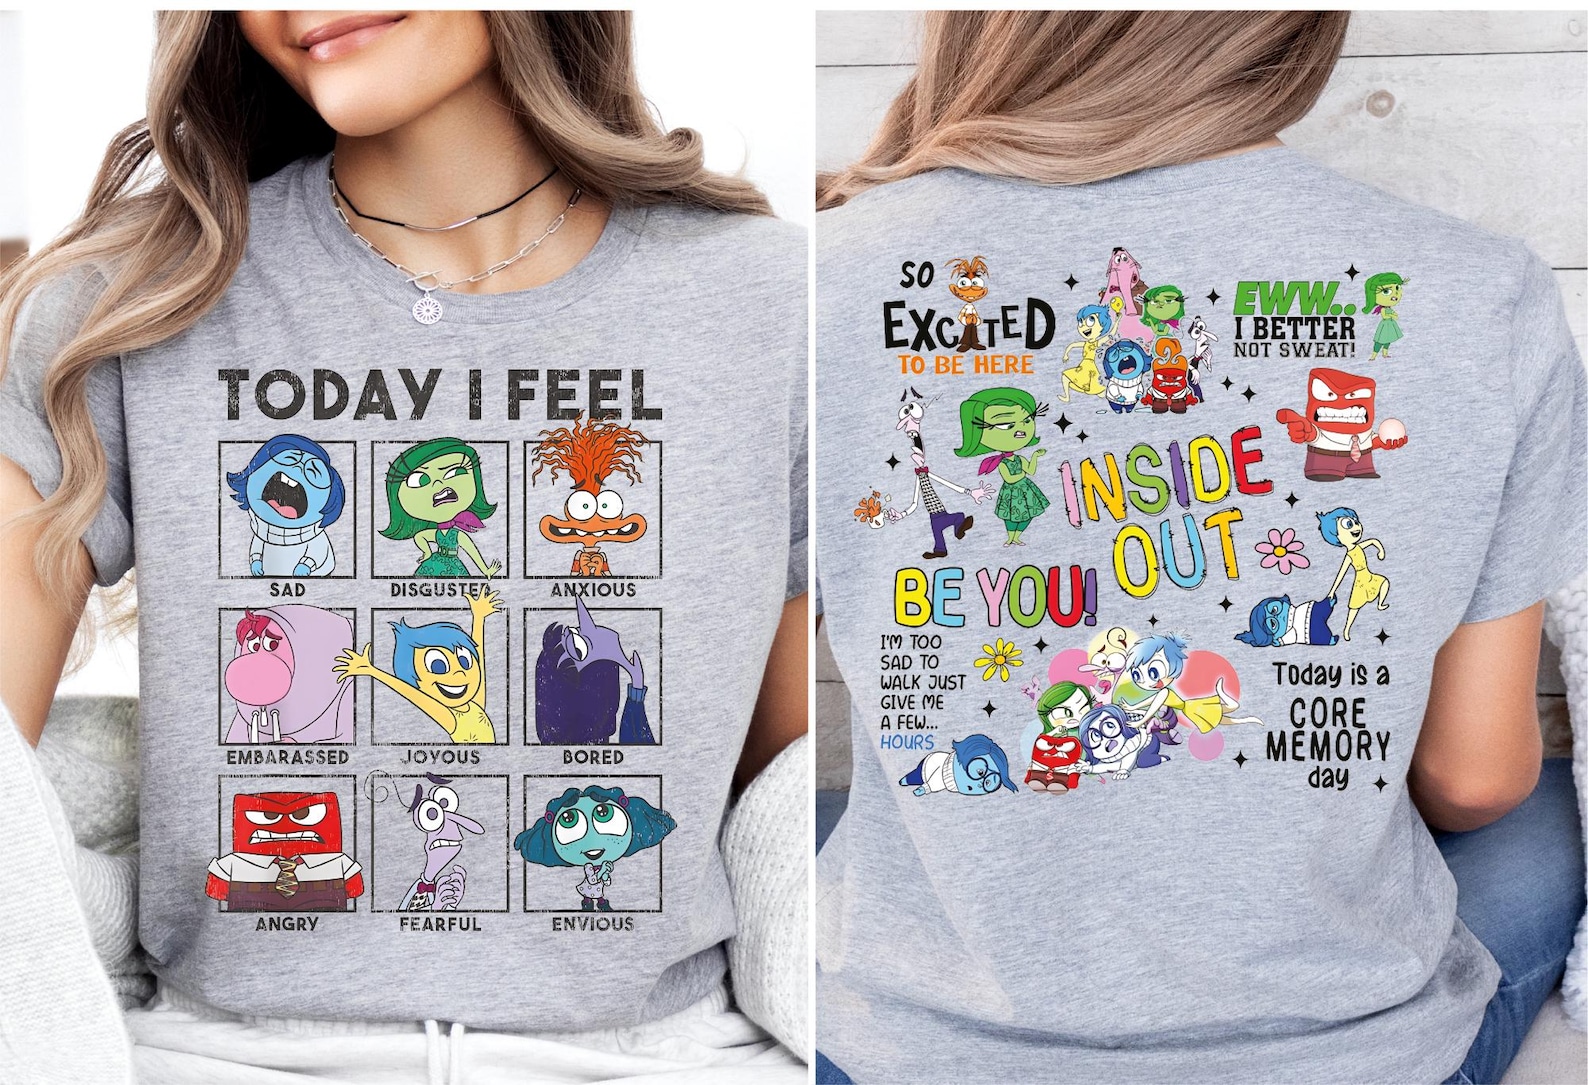 TODAY I FEEL
SAD
DISGUSTED
ANXIOUS
EMBARASSED
JOYOUS
BORED
ANGRY
FEARFUL
ENVIOUS
SO
EXCITED
TO BE HERE
EWW..
I BETTER
NOT SWEAT!
INSIDE
OUT
BE YOU!
I'M TOO
SAD TO
WALK JUST
GIVE ME
A FEW...
HOURS
Today is a
CORE
MEMORY
day